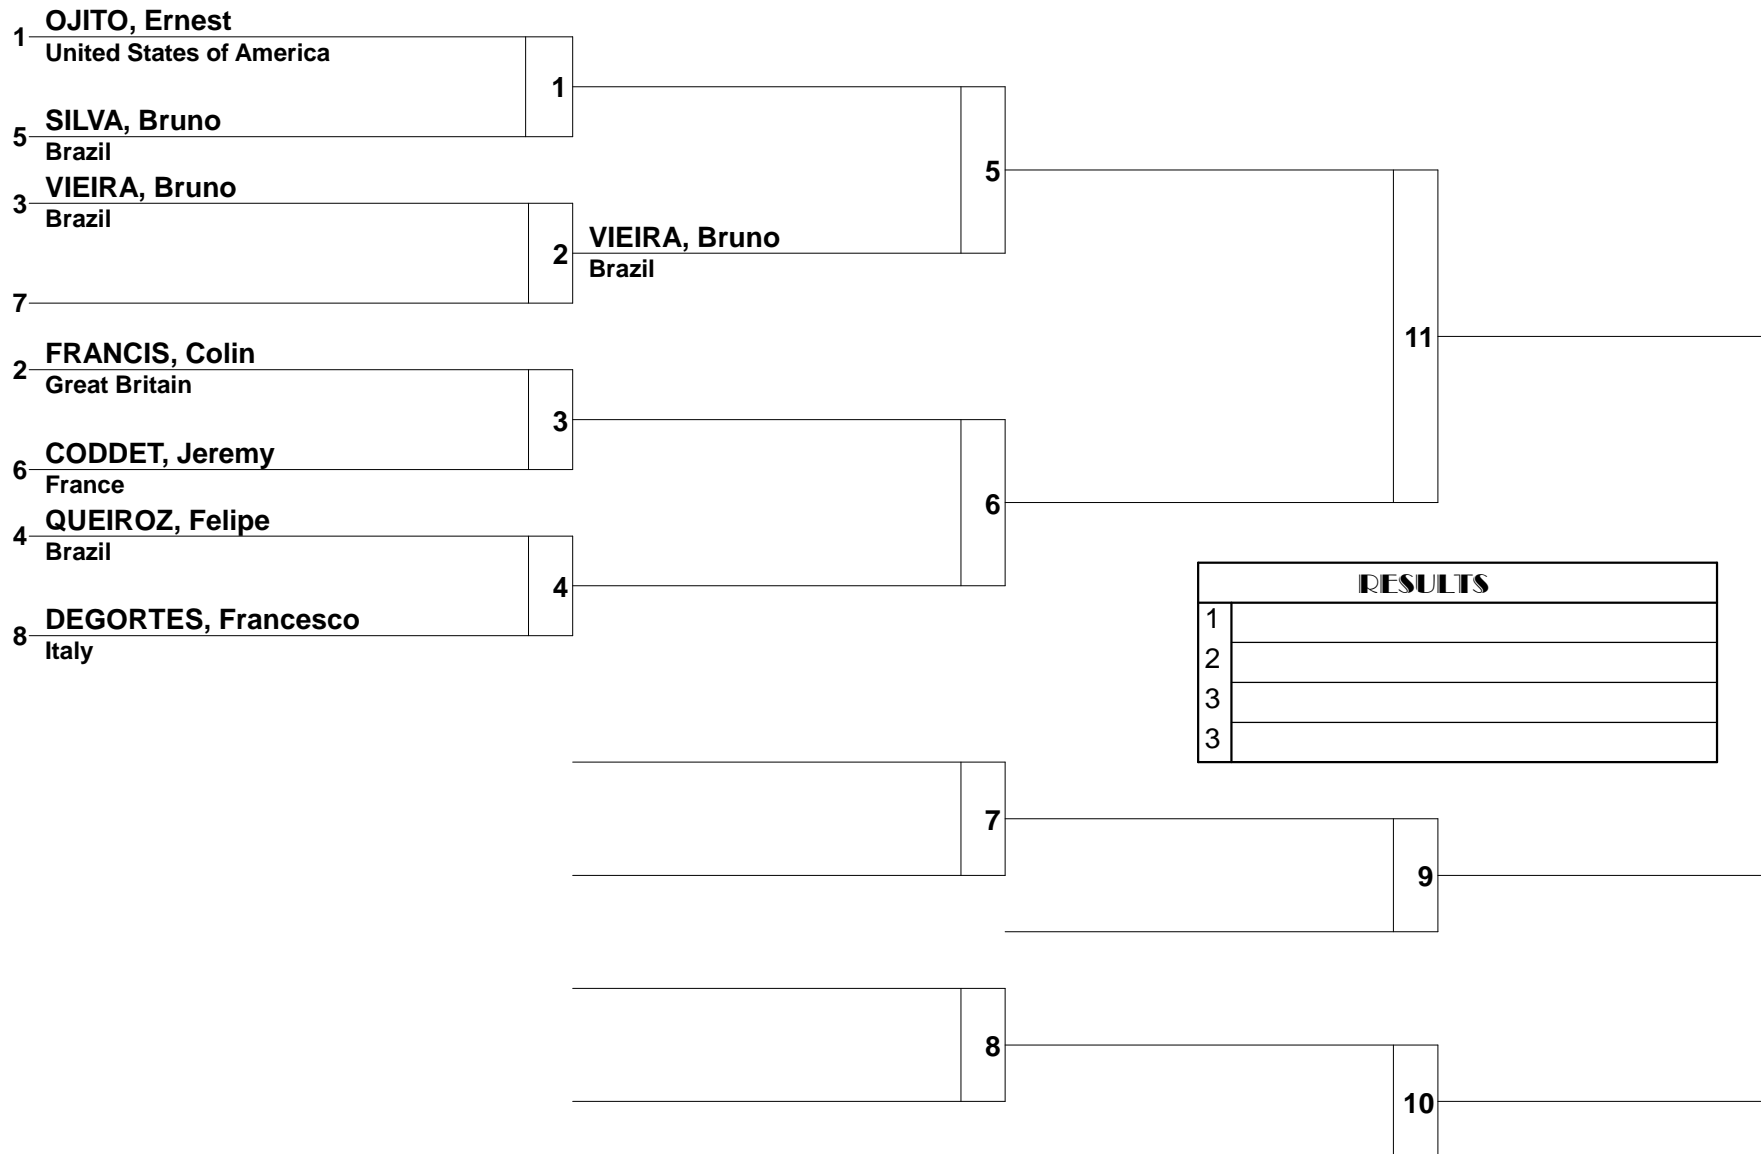 OJITO, Ernest
1
United States of America
1
SILVA, Bruno
5
Brazil
VIEIRA, Bruno
3
Brazil
5
VIEIRA, Bruno
2
Brazil
7
11
FRANCIS, Colin
2
Great Britain
3
CODDET, Jeremy
6
France
QUEIROZ, Felipe
4
Brazil
6
4
DEGORTES, Francesco
8
Italy
RESULTS
1
2
3
3
7
9
8
10